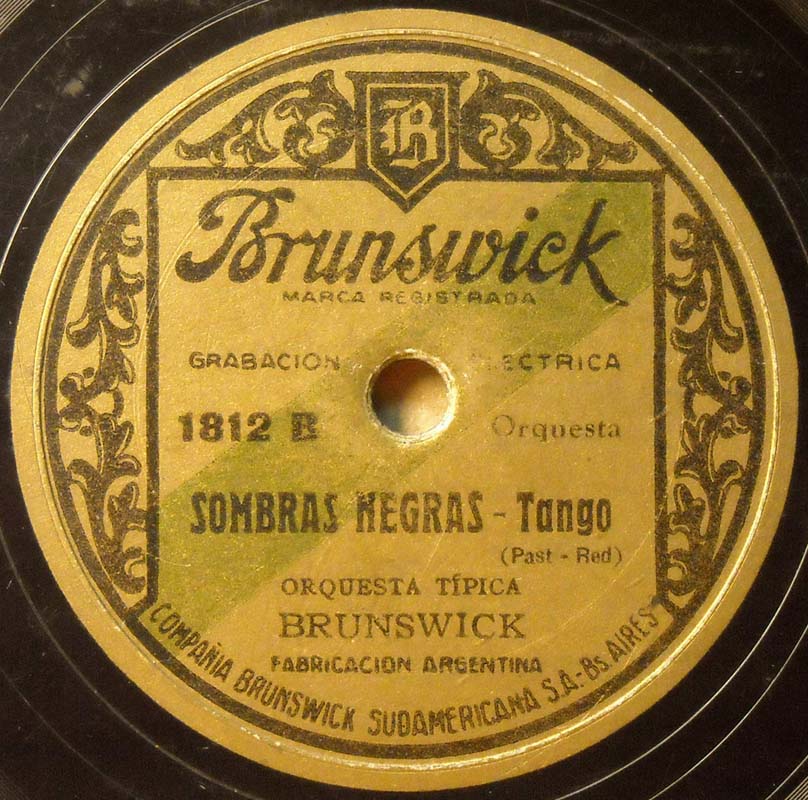 B
Brunswick
MARCA REGISTRADA
GRABACION ELECTRICA
1812 B Orquesta
SOMBRAS NEGRAS - Tango
(Past - Red)
ORQUESTA TÍPICA
BRUNSWICK
FABRICACION ARGENTINA
COMPAÑIA BRUNSWICK SUDAMERICANA S.A.-Bs. AIRES